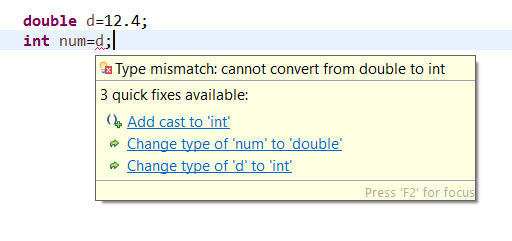 double d=12.4;
int num=d;
Type mismatch: cannot convert from double to int
3 quick fixes available:
Add cast to 'int'
Change type of 'num' to 'double'
Change type of 'd' to 'int'
Press 'F2' for focus